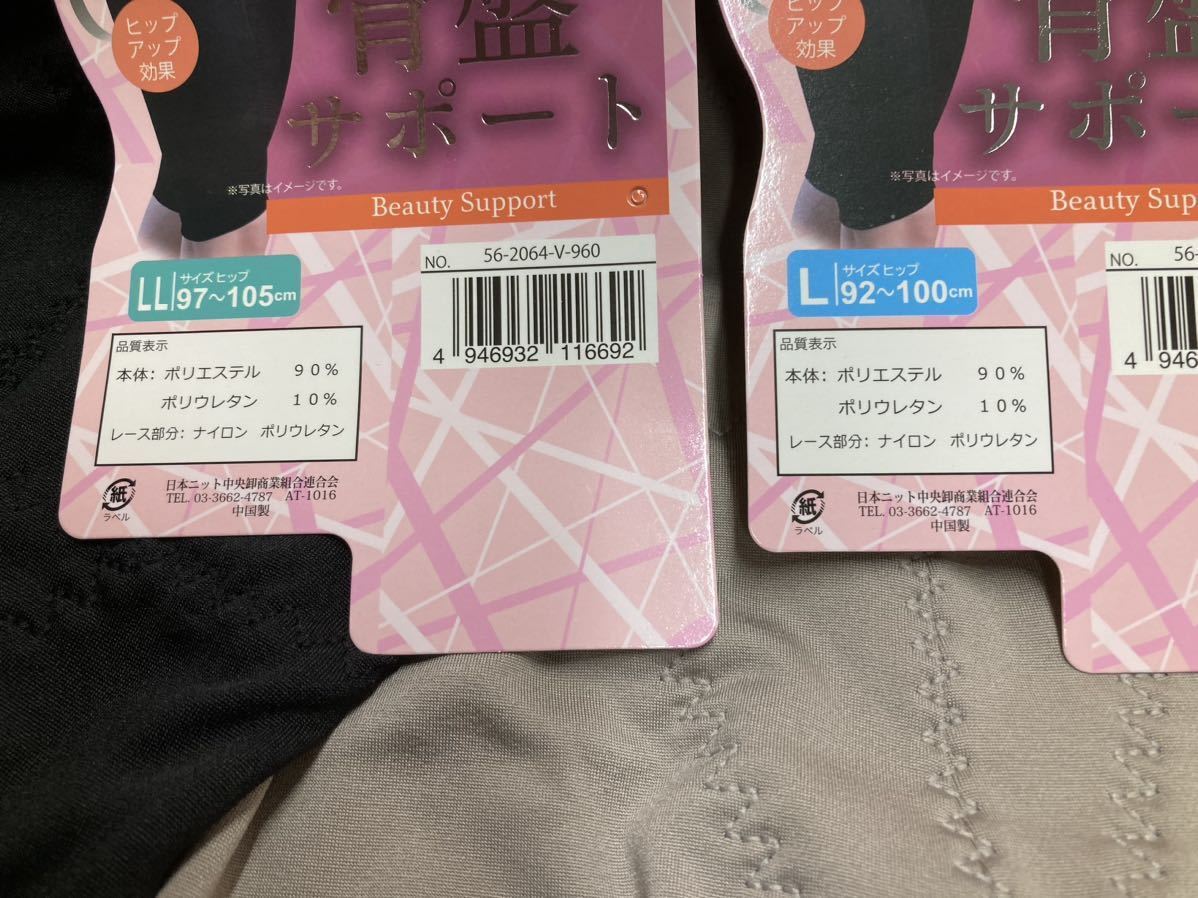 ヒップ
アップ
効果
骨盤
サポート
※写真はイメージです。
Beauty Support
LL サイズ ヒップ
97～105cm
NO. 56-2064-V-960
4 946932 116692
品質表示
本体: ポリエステル 90%
ポリウレタン 10%
レース部分: ナイロン ポリウレタン
紙
ラベル
日本ニット中央卸商業組合連合会
TEL. 03-3662-4787 AT-1016
中国製
ヒップ
アップ
効果
骨盤
サポー
※写真はイメージです。
Beauty Sup
L サイズ ヒップ
92～100cm
NO. 56-
4 946
品質表示
本体: ポリエステル 90%
ポリウレタン 10%
レース部分: ナイロン ポリウレタン
紙
ラベル
日本ニット中央卸商業組合連合会
TEL. 03-3662-4787 AT-1016
中国製